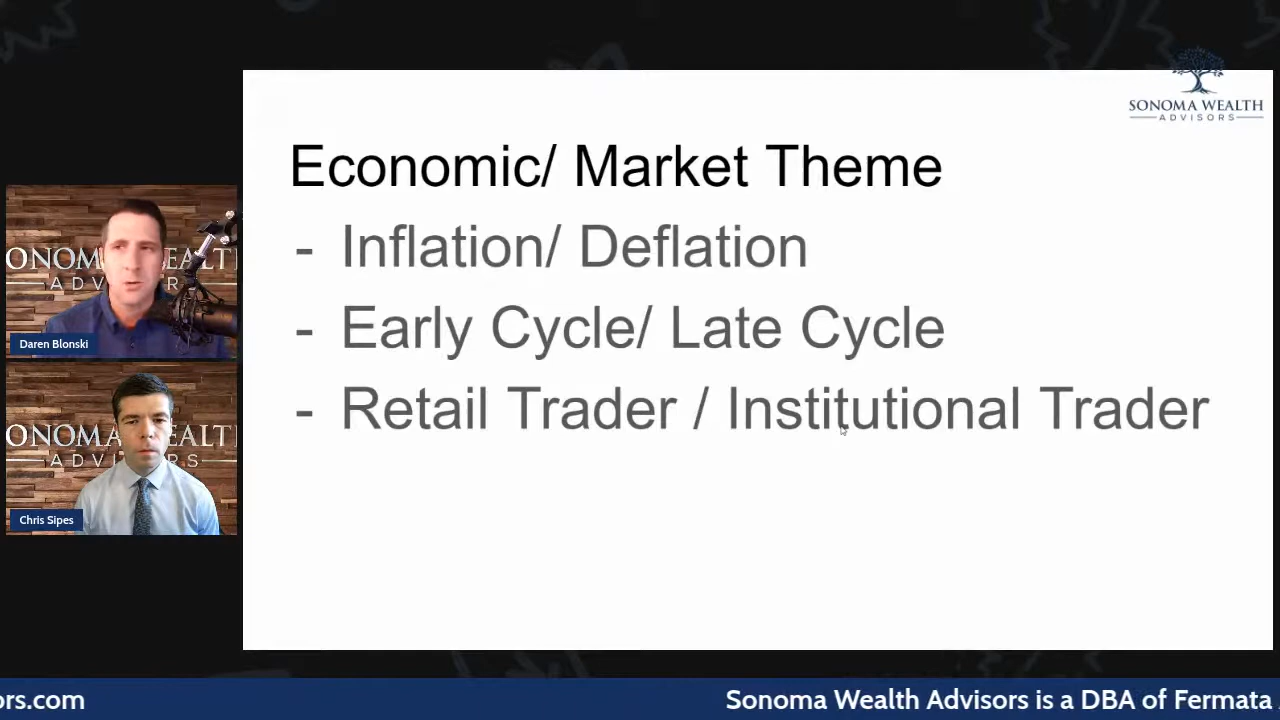 SONOMA WEALTH
ADVISORS
Economic/ Market Theme
- Inflation/ Deflation
- Early Cycle/ Late Cycle
- Retail Trader / Institutional Trader
Daren Blonski
Chris Sipes
ors.com
Sonoma Wealth Advisors is a DBA of Fermata